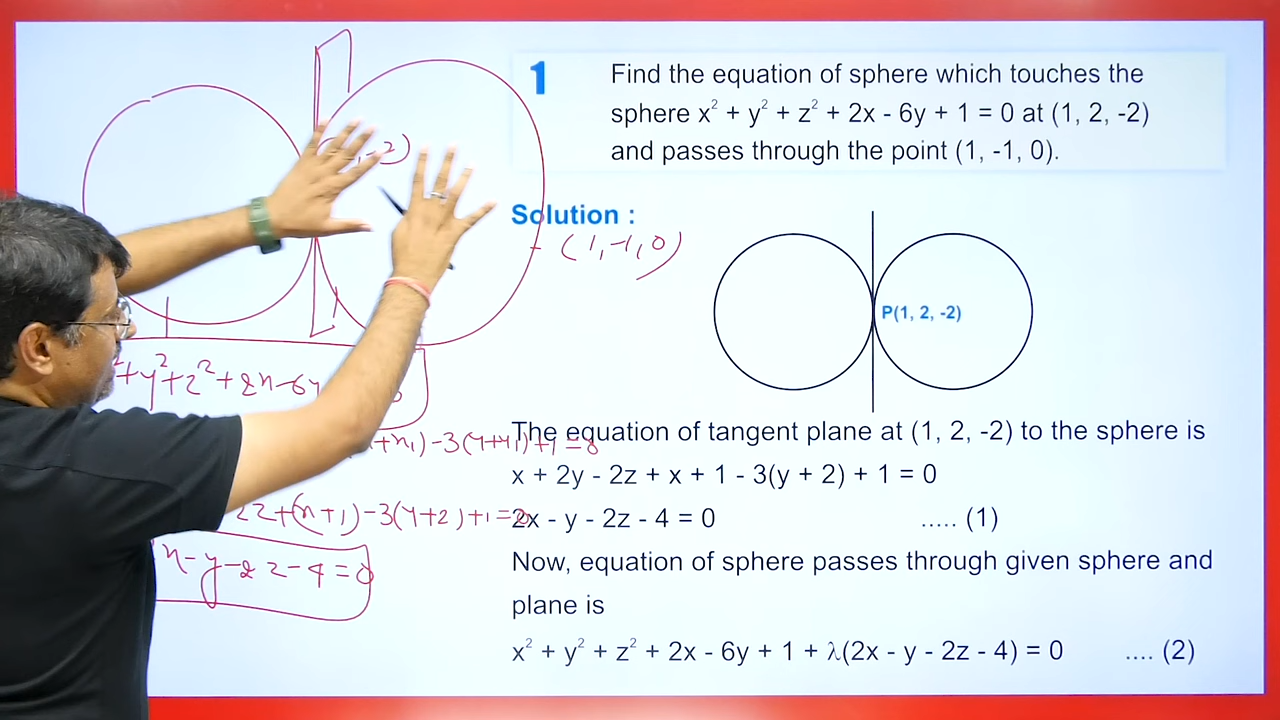 1
Find the equation of sphere which touches the
sphere x² + y² + z² + 2x - 6y + 1 = 0 at (1, 2, -2)
and passes through the point (1, -1, 0).
Solution :
-2)
(1,-1,0)
P(1, 2, -2)
+y²+z²+2x-6y
+x₁)-3(y+y₁)+1=0
2z+(x+1)-3(y+2)+1=0
x-y-2z-4=0
The equation of tangent plane at (1, 2, -2) to the sphere is
x + 2y - 2z + x + 1 - 3(y + 2) + 1 = 0
2x - y - 2z - 4 = 0 ..... (1)
Now, equation of sphere passes through given sphere and
plane is
x² + y² + z² + 2x - 6y + 1 + λ(2x - y - 2z - 4) = 0 .... (2)